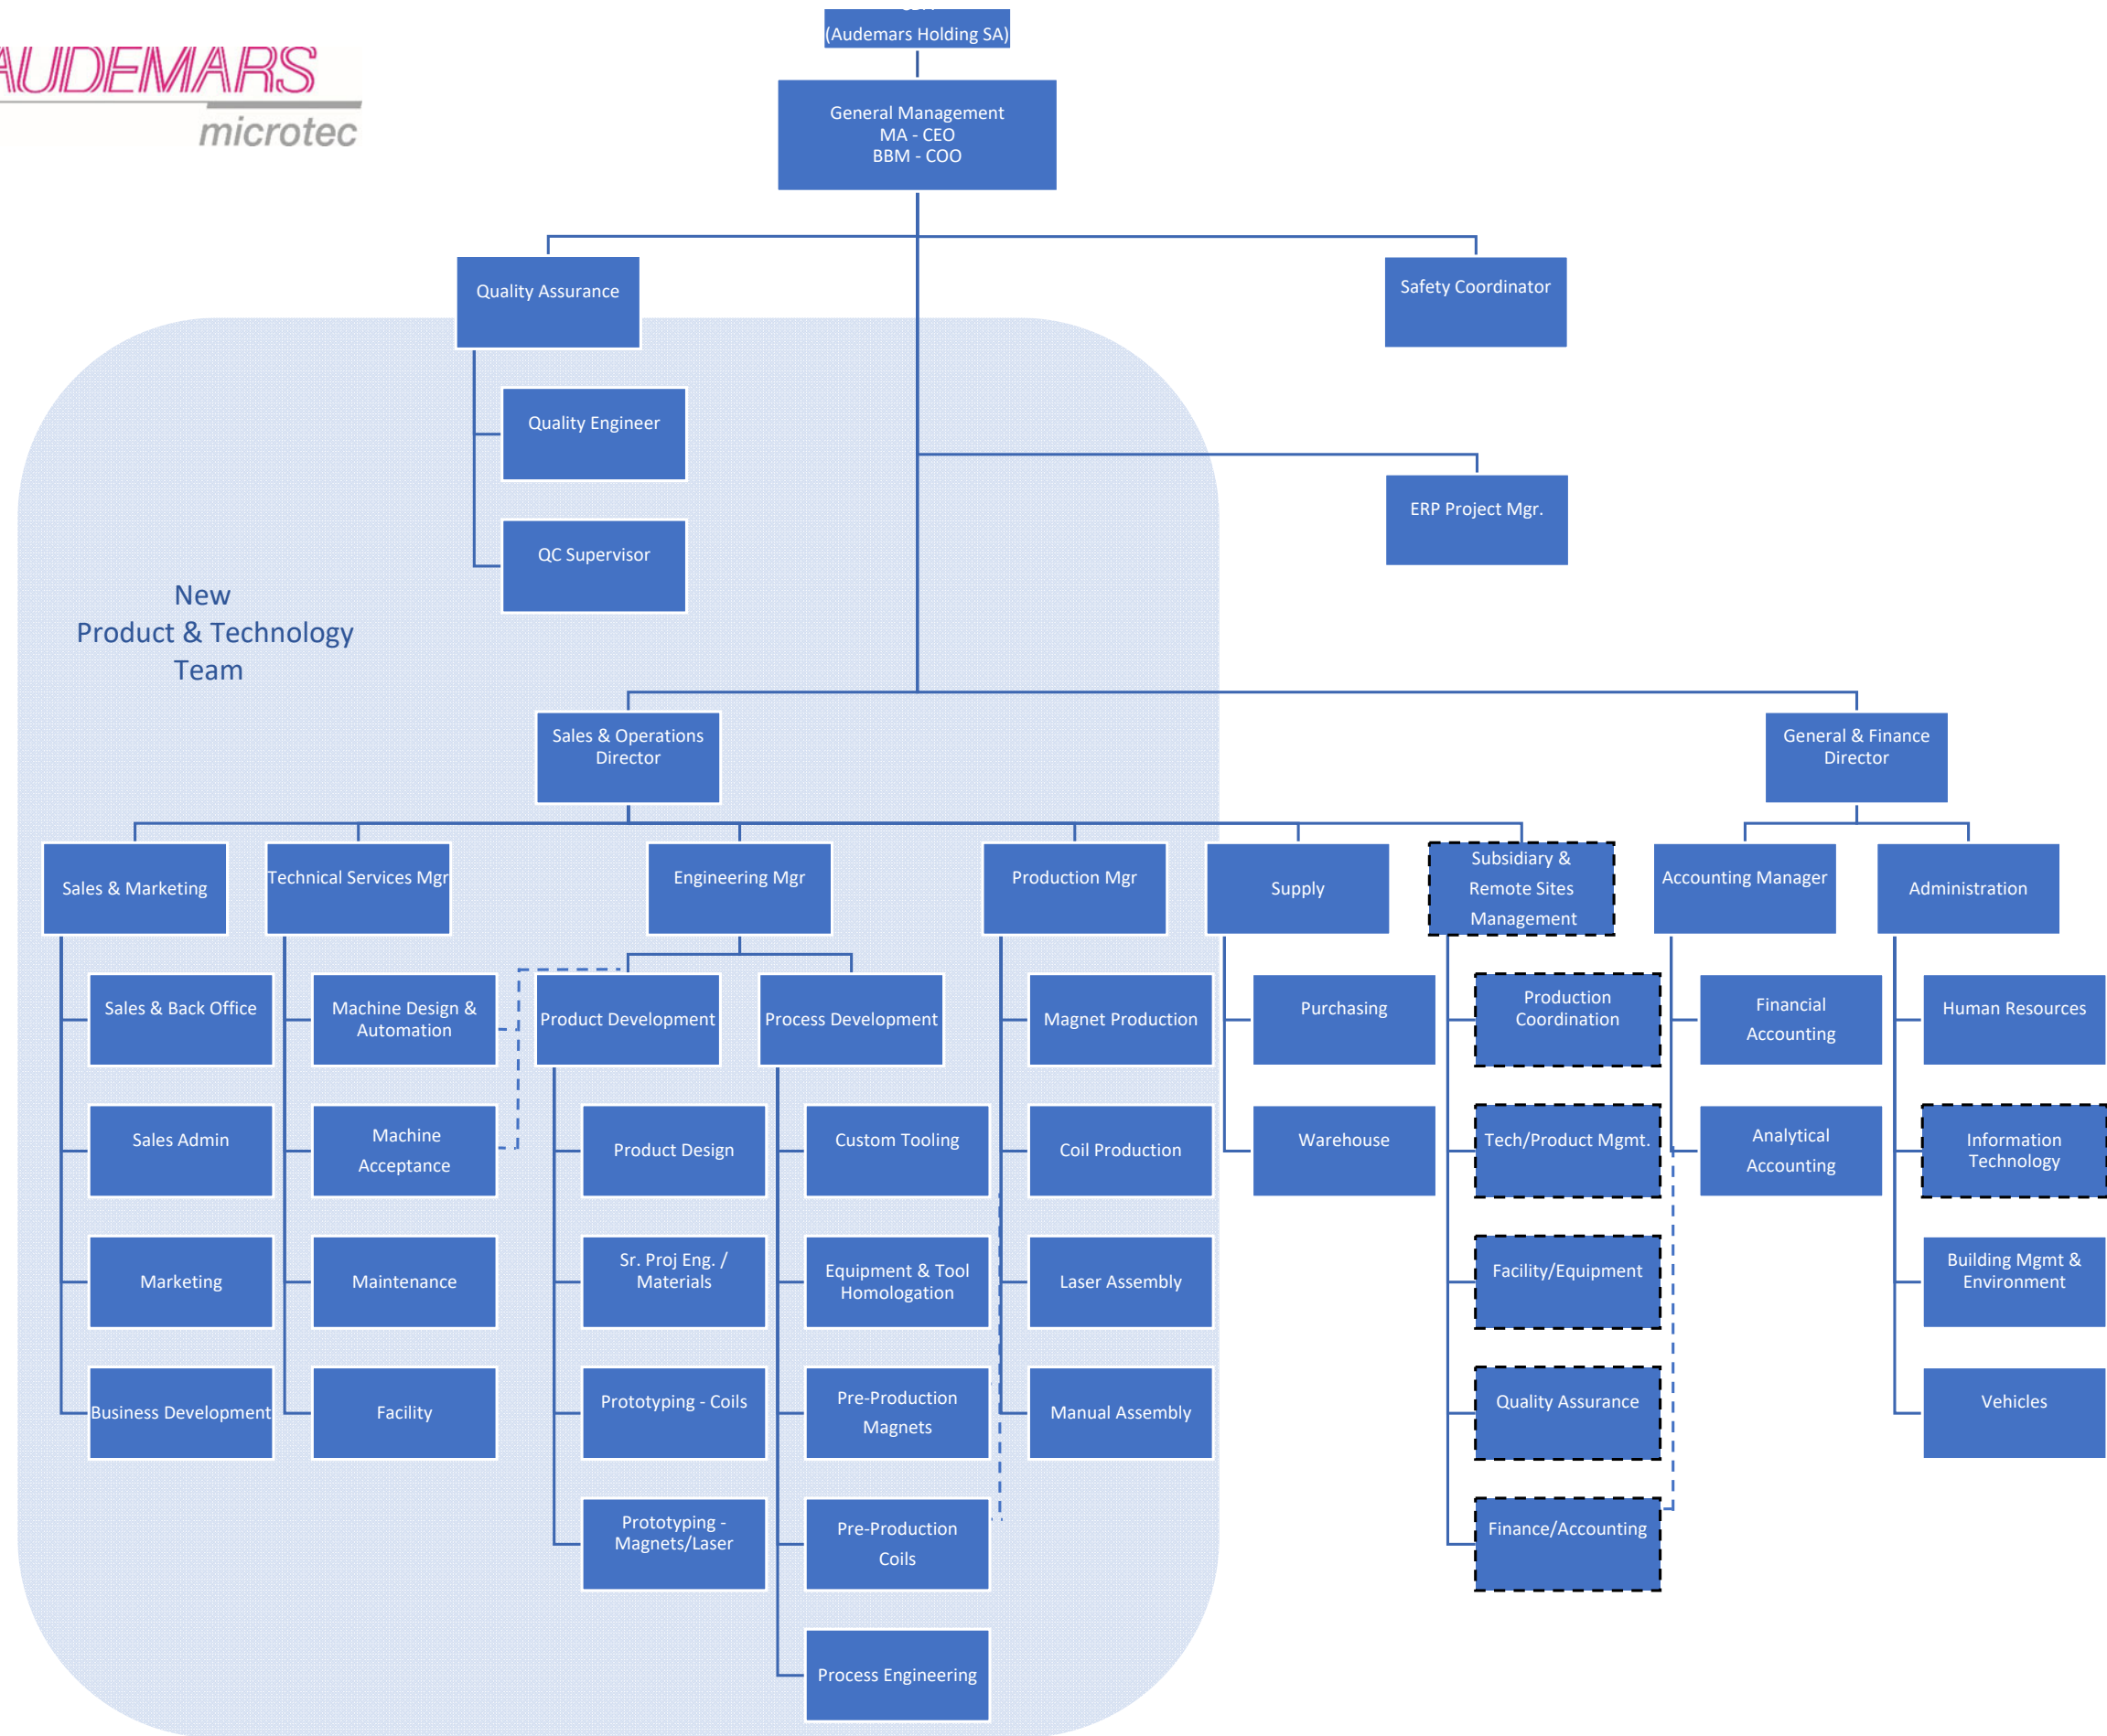 AUDEMARS
microtec
(Audemars Holding SA)
General Management
MA - CEO
BBM - COO
Quality Assurance
Safety Coordinator
Quality Engineer
ERP Project Mgr.
QC Supervisor
New
Product & Technology
Team
Sales & Operations
Director
General & Finance
Director
Sales & Marketing
Technical Services Mgr
Engineering Mgr
Production Mgr
Supply
Subsidiary &
Remote Sites
Management
Accounting Manager
Administration
Sales & Back Office
Machine Design &
Automation
Product Development
Process Development
Magnet Production
Purchasing
Production
Coordination
Financial
Accounting
Human Resources
Sales Admin
Machine
Acceptance
Product Design
Custom Tooling
Coil Production
Warehouse
Tech/Product Mgmt.
Analytical
Accounting
Information
Technology
Marketing
Maintenance
Sr. Proj Eng. /
Materials
Equipment & Tool
Homologation
Laser Assembly
Facility/Equipment
Building Mgmt &
Environment
Business Development
Facility
Prototyping - Coils
Pre-Production
Magnets
Manual Assembly
Quality Assurance
Vehicles
Prototyping -
Magnets/Laser
Pre-Production
Coils
Finance/Accounting
Process Engineering